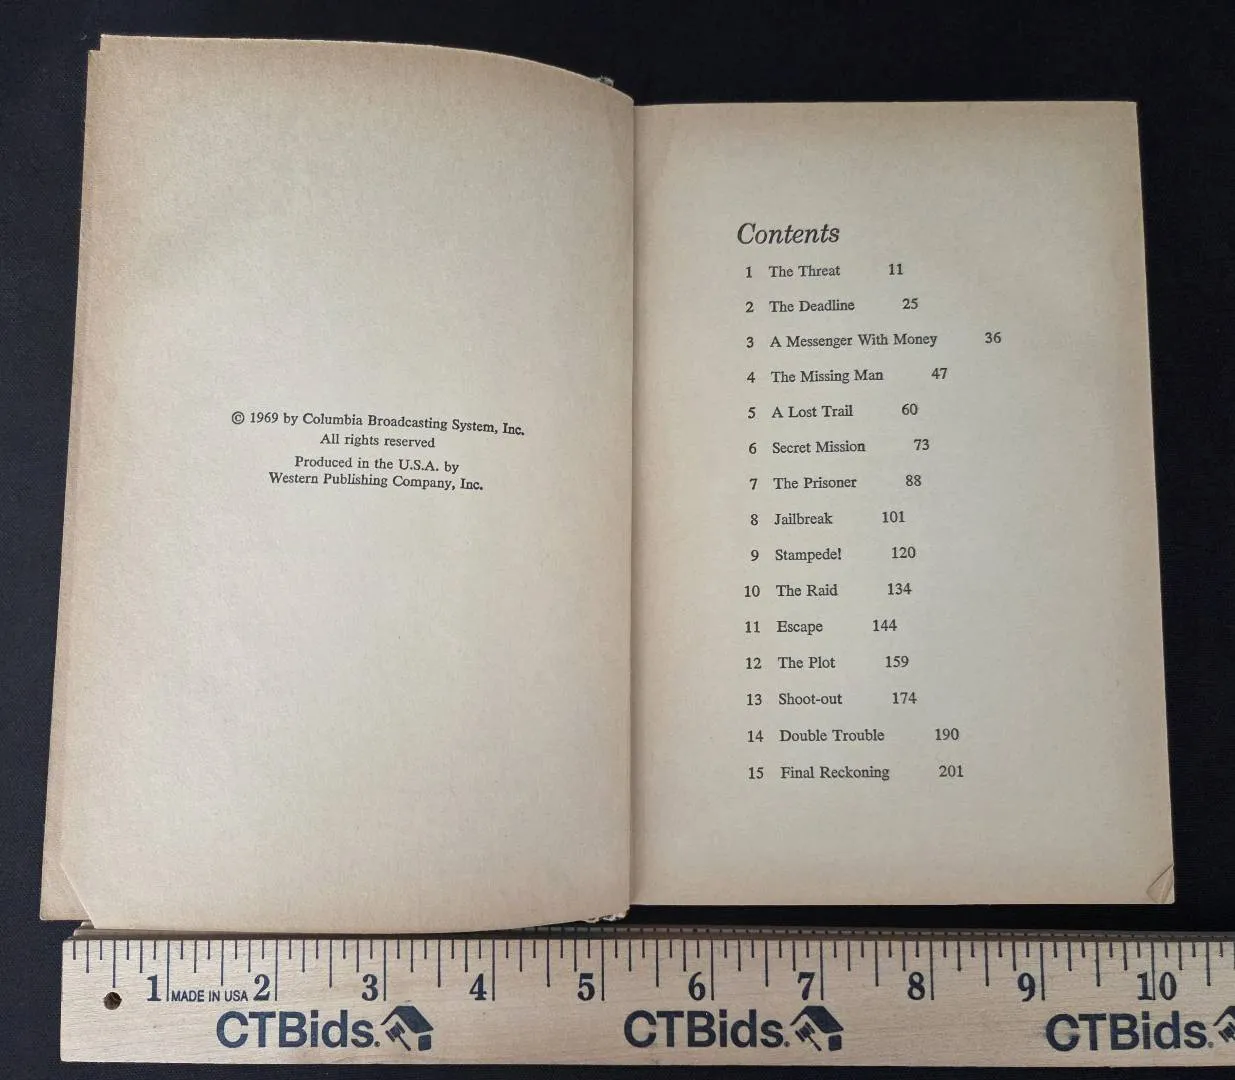 © 1969 by Columbia Broadcasting System, Inc.
All rights reserved
Produced in the U.S.A. by
Western Publishing Company, Inc.
Contents
1 The Threat 11
2 The Deadline 25
3 A Messenger With Money 36
4 The Missing Man 47
5 A Lost Trail 60
6 Secret Mission 73
7 The Prisoner 88
8 Jailbreak 101
9 Stampede! 120
10 The Raid 134
11 Escape 144
12 The Plot 159
13 Shoot-out 174
14 Double Trouble 190
15 Final Reckoning 201
1 MADE IN USA 2 3 4 5 6 7 8 9 10
CTBids. CTBids. CTBids.